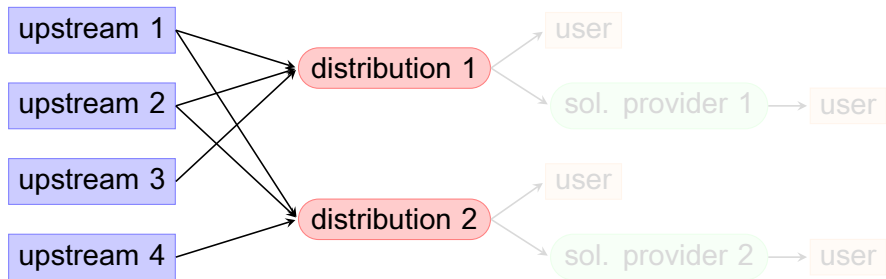 upstream 1
upstream 2
upstream 3
upstream 4
distribution 1
distribution 2
user
sol. provider 1
user
user
sol. provider 2
user